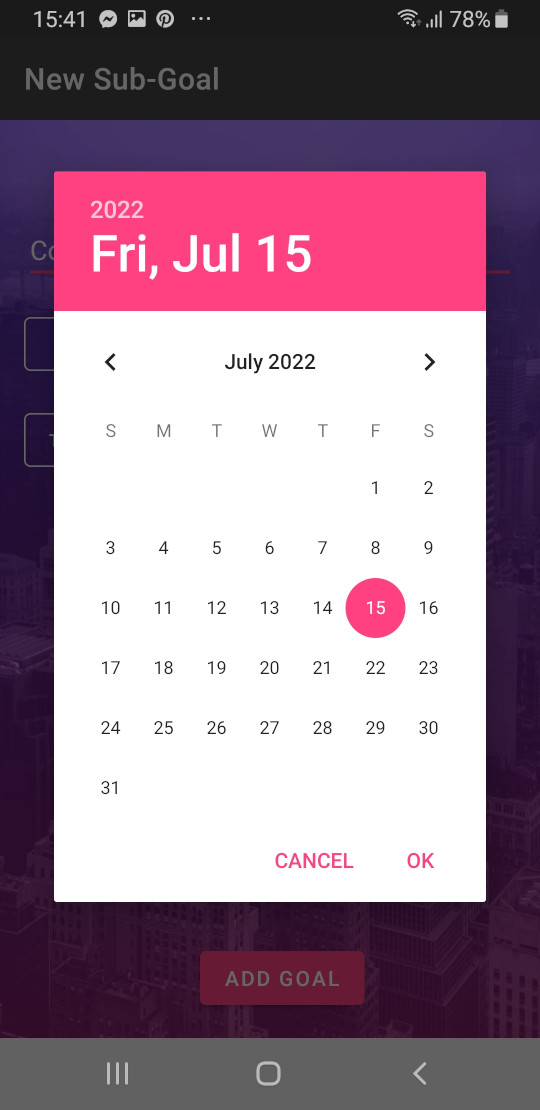 15:41 78%
New Sub-Goal
2022
Fri, Jul 15
July 2022
S M T W T F S
1 2
3 4 5 6 7 8 9
10 11 12 13 14 15 16
17 18 19 20 21 22 23
24 25 26 27 28 29 30
31
CANCEL OK
ADD GOAL